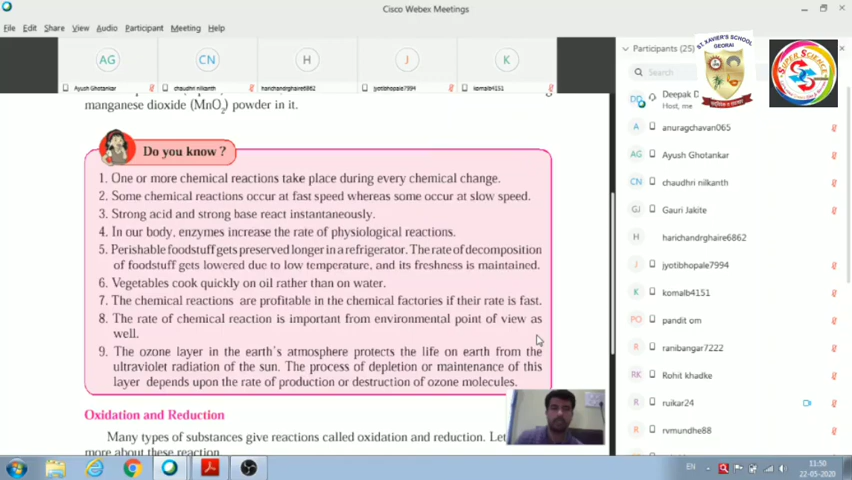 Cisco Webex Meetings
File Edit Share View Audio Participant Meeting Help
AG CN H J K
Ayush Ghotankar chaudhri nilkanth harichandrghaire6862 jyotibhopale7994 komalb4151
manganese dioxide (MnO2) powder in it.
Do you know ?
1. One or more chemical reactions take place during every chemical change.
2. Some chemical reactions occur at fast speed whereas some occur at slow speed.
3. Strong acid and strong base react instantaneously.
4. In our body, enzymes increase the rate of physiological reactions.
5. Perishable foodstuff gets preserved longer in a refrigerator. The rate of decomposition
of foodstuff gets lowered due to low temperature, and its freshness is maintained.
6. Vegetables cook quickly on oil rather than on water.
7. The chemical reactions are profitable in the chemical factories if their rate is fast.
8. The rate of chemical reaction is important from environmental point of view as
well.
9. The ozone layer in the earth's atmosphere protects the life on earth from the
ultraviolet radiation of the sun. The process of depletion or maintenance of this
layer depends upon the rate of production or destruction of ozone molecules.
Oxidation and Reduction
Many types of substances give reactions called oxidation and reduction. Let
more about these reaction.
Participants (25)
Search
ST. XAVIER'S SCHOOL
GEORAI
SUPER SCIENCE
Deepak D
Host, me
A anuragchavan065
AG Ayush Ghotankar
CN chaudhri nilkanth
GJ Gauri Jakite
H harichandrghaire6862
J jyotibhopale7994
K komalb4151
PO pandit om
R ranibangar7222
RK Rohit khadke
R ruikar24
R rvmundhe88
EN
11:50
22-05-2020